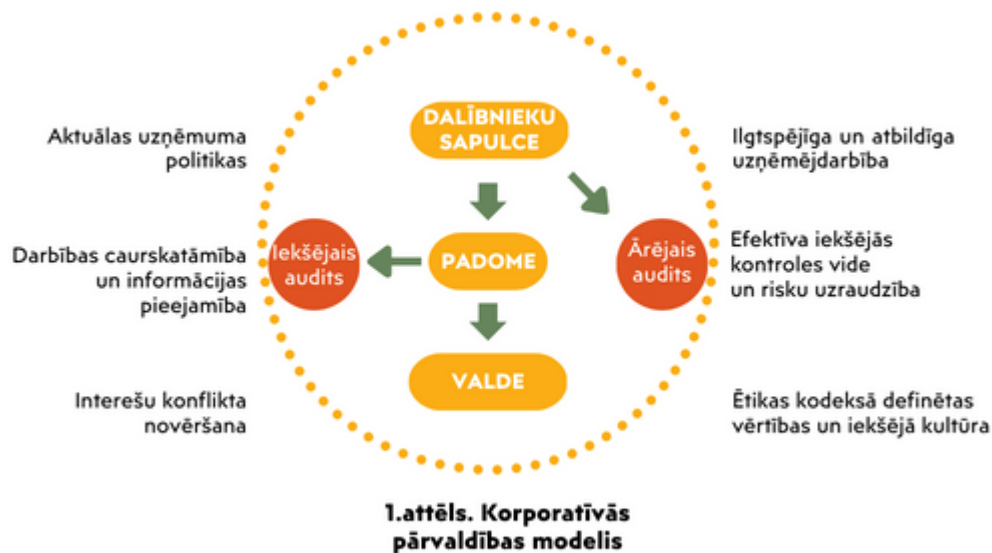 DALĪBNIEKU
SAPULCE
Aktuālas uzņēmuma
politikas
Ilgtspējīga un atbildīga
uzņēmējdarbība
Darbības caurskatāmība
un informācijas
pieejamība
Iekšējais
audits
PADOME
Ārējais
audits
Efektīva iekšējās
kontroles vide
un risku uzraudzība
Interešu konflikta
novēršana
VALDE
Ētikas kodeksā definētas
vērtības un iekšējā kultūra
1.attēls. Korporatīvās
pārvaldības modelis